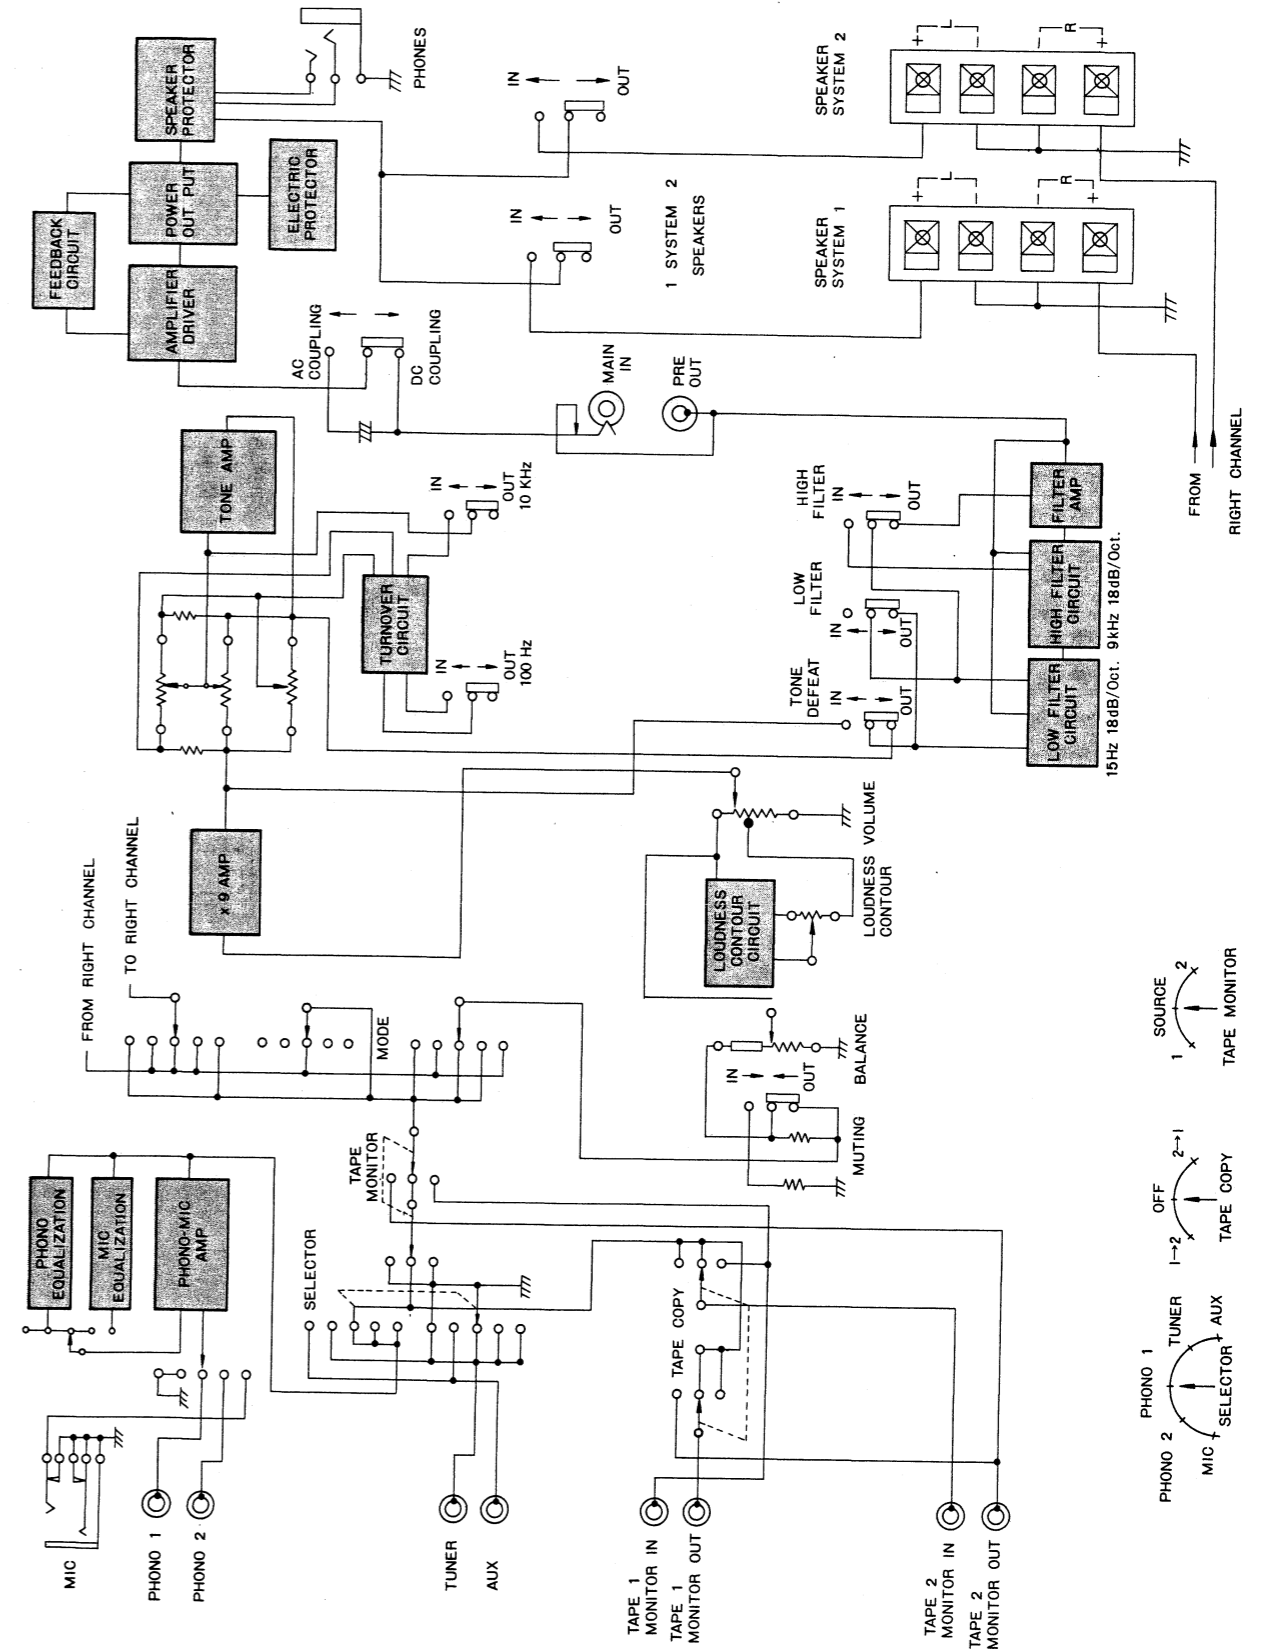 MIC
PHONO 1
PHONO 2
TUNER
AUX
TAPE 1
MONITOR IN
TAPE 1
MONITOR OUT
TAPE 2
MONITOR IN
TAPE 2
MONITOR OUT
PHONO
EQUALIZATION
MIC
EQUALIZATION
PHONO-MIC
AMP
SELECTOR
TAPE
MONITOR
TAPE COPY
FROM RIGHT CHANNEL
TO RIGHT CHANNEL
MODE
MUTING
IN
OUT
BALANCE
× 9 AMP
LOUDNESS
CONTOUR
CIRCUIT
LOUDNESS VOLUME
LOUDNESS
CONTOUR
TONE AMP
TURNOVER
CIRCUIT
IN
OUT
100 Hz
IN
OUT
10 KHz
TONE
DEFEAT
IN
OUT
LOW
FILTER
IN
OUT
HIGH
FILTER
IN
OUT
LOW FILTER
CIRCUIT
15Hz 18dB/Oct.
HIGH FILTER
CIRCUIT
9kHz 18dB/Oct.
FILTER
AMP
PRE
OUT
MAIN
IN
AC
COUPLING
DC
COUPLING
FEEDBACK
CIRCUIT
AMPLIFIER
DRIVER
POWER
OUT PUT
SPEAKER
PROTECTOR
ELECTRIC
PROTECTOR
PHONES
IN
OUT
IN
OUT
1 SYSTEM 2
SPEAKERS
SPEAKER
SYSTEM 1
+ L
R +
SPEAKER
SYSTEM 2
+ L
R +
FROM
RIGHT CHANNEL
PHONO 1
PHONO 2
TUNER
MIC
AUX
SELECTOR
OFF
1→2
2→1
TAPE COPY
SOURCE
1
2
TAPE MONITOR